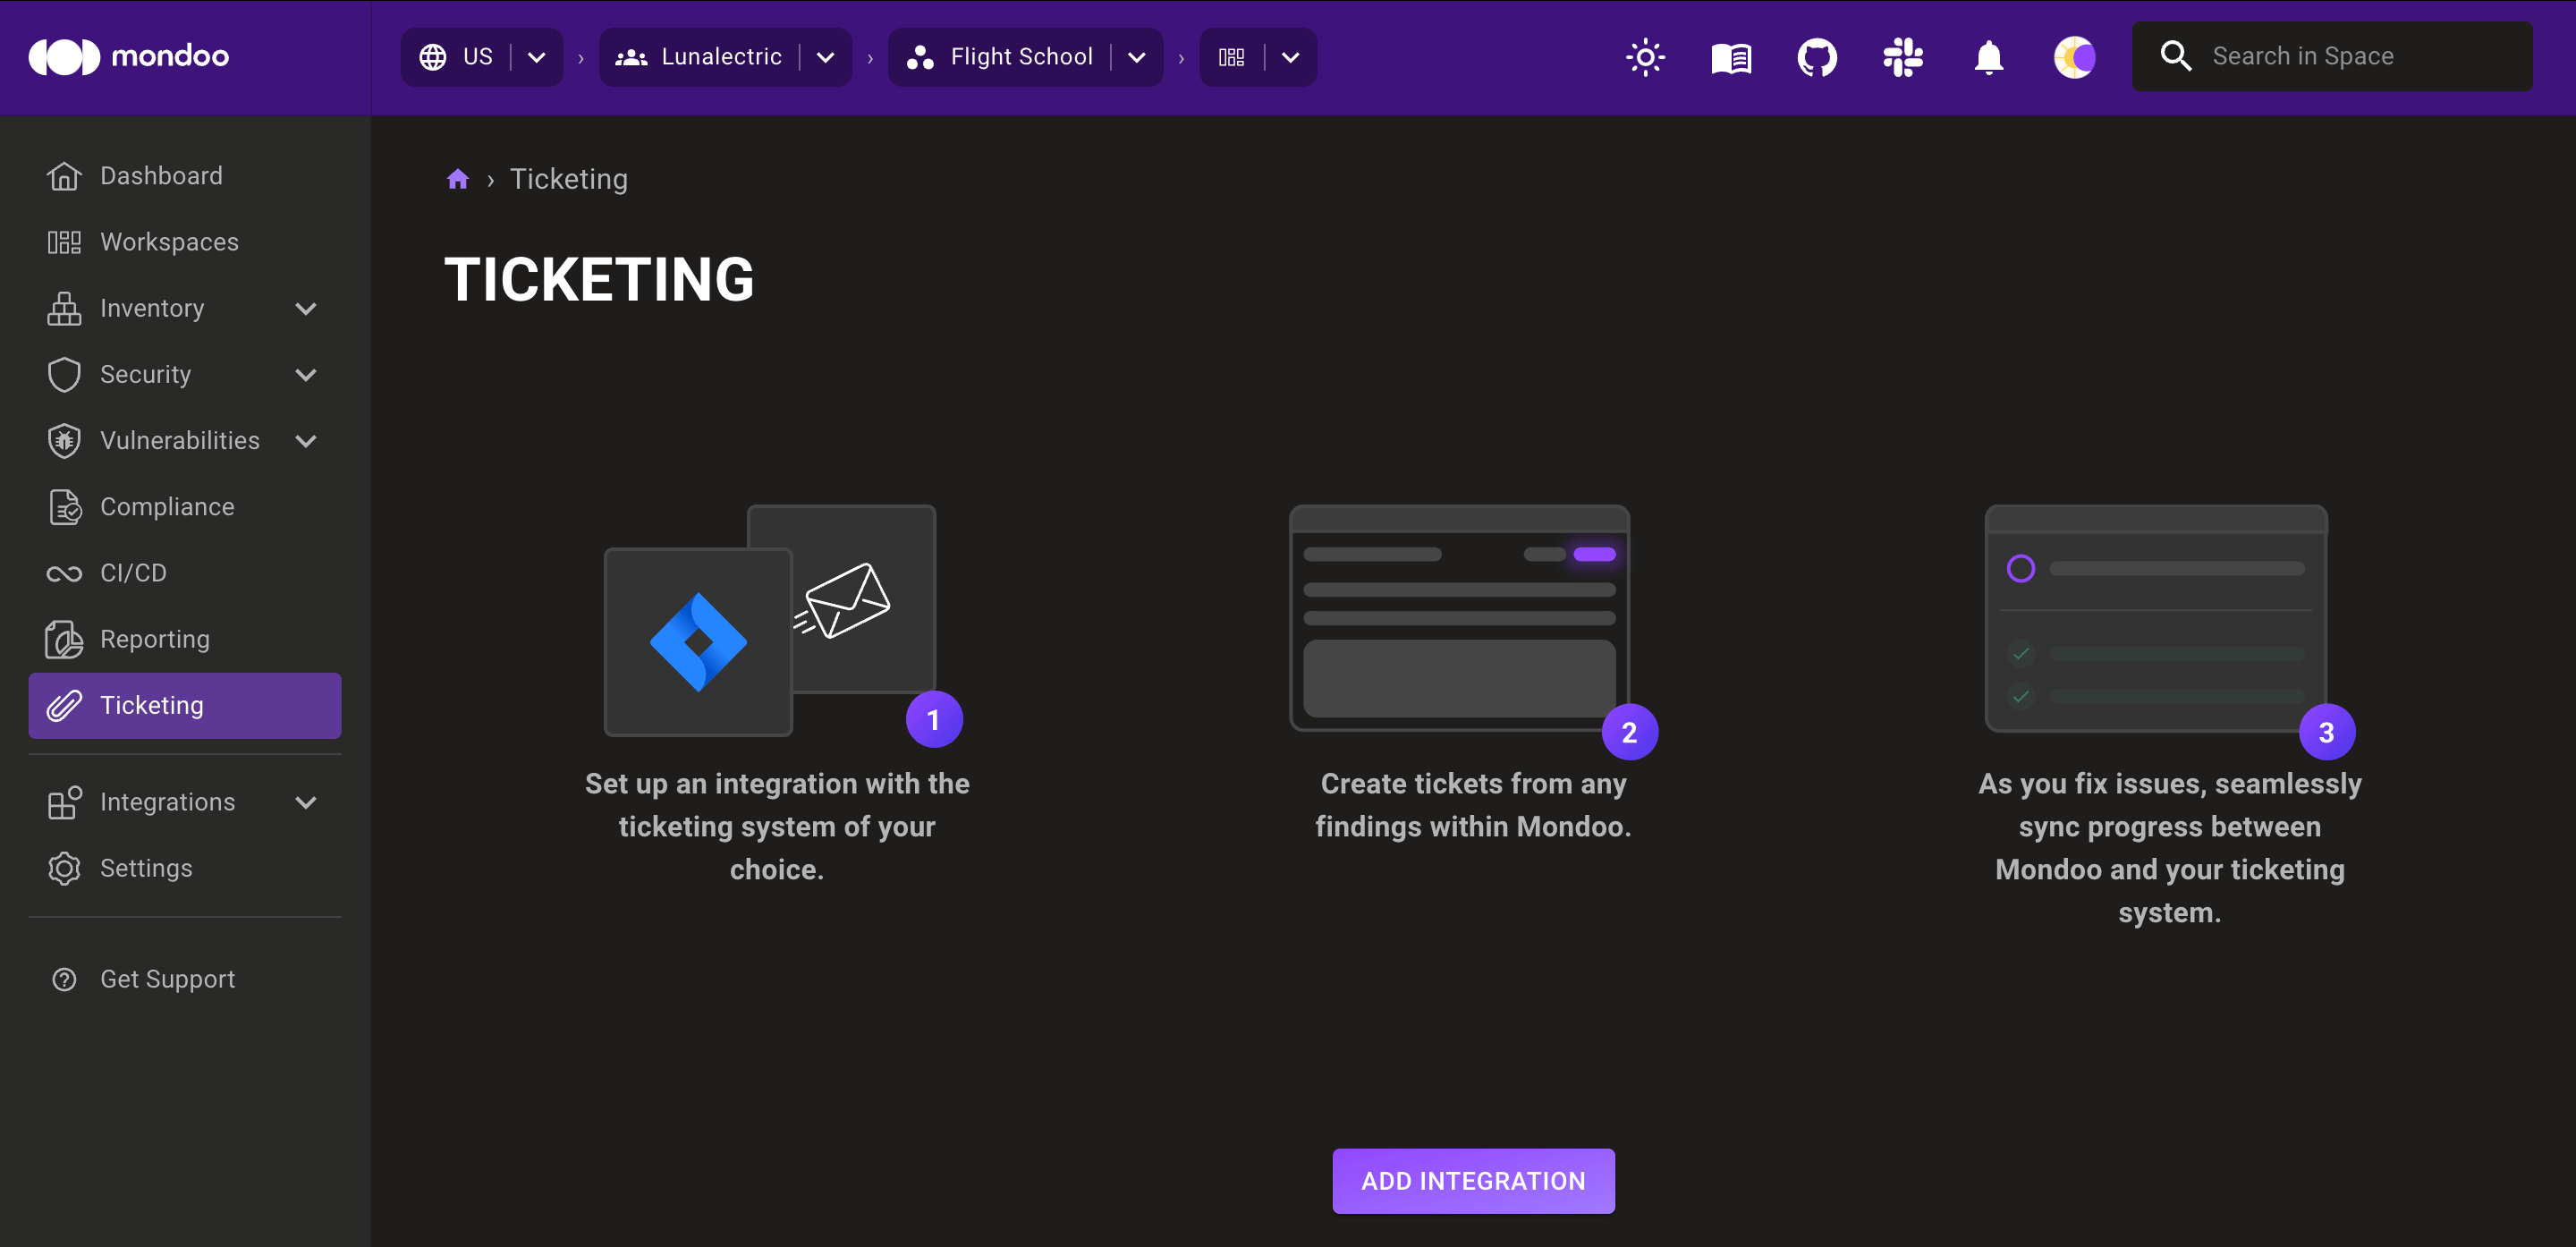 mondoo
US
Lunalectric
Flight School
Search in Space
Dashboard
Workspaces
Inventory
Security
Vulnerabilities
Compliance
CI/CD
Reporting
Ticketing
Integrations
Settings
Get Support
Ticketing
TICKETING
1
Set up an integration with the
ticketing system of your
choice.
2
Create tickets from any
findings within Mondoo.
3
As you fix issues, seamlessly
sync progress between
Mondoo and your ticketing
system.
ADD INTEGRATION